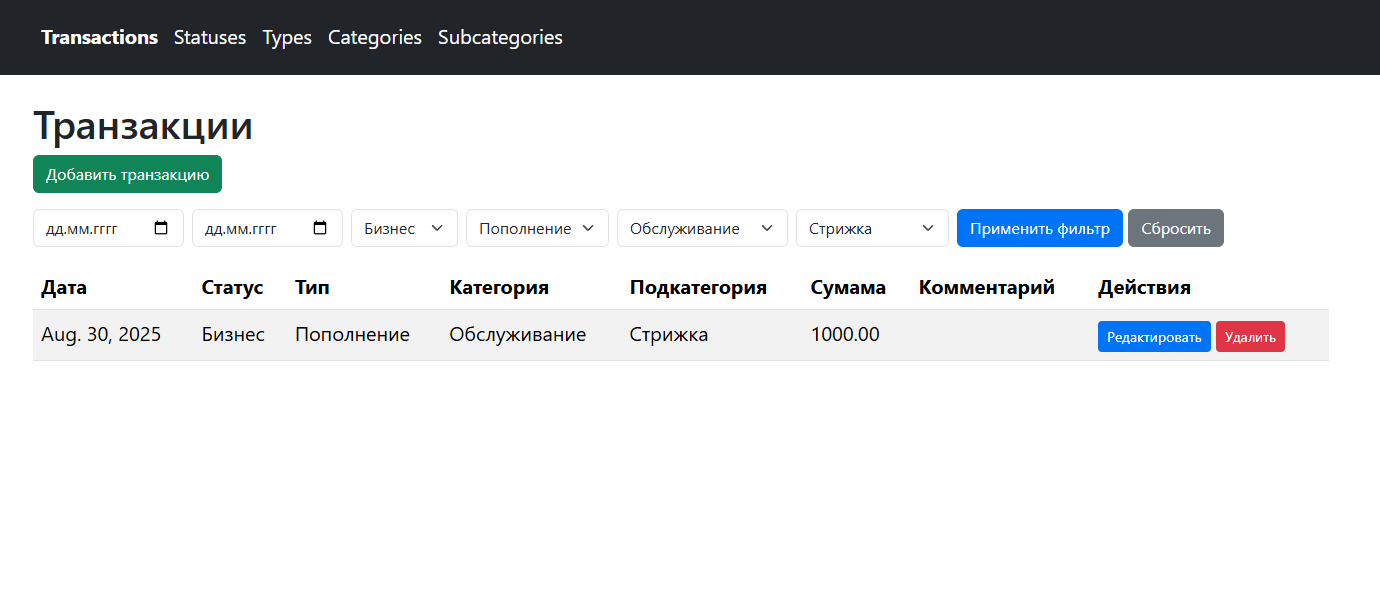 Transactions Statuses Types Categories Subcategories
Транзакции
Добавить транзакцию
дд.мм.гггг дд.мм.гггг Бизнес Пополнение Обслуживание Стрижка Применить фильтр Сбросить
Дата Статус Тип Категория Подкатегория Сумама Комментарий Действия
Aug. 30, 2025 Бизнес Пополнение Обслуживание Стрижка 1000.00 Редактировать Удалить